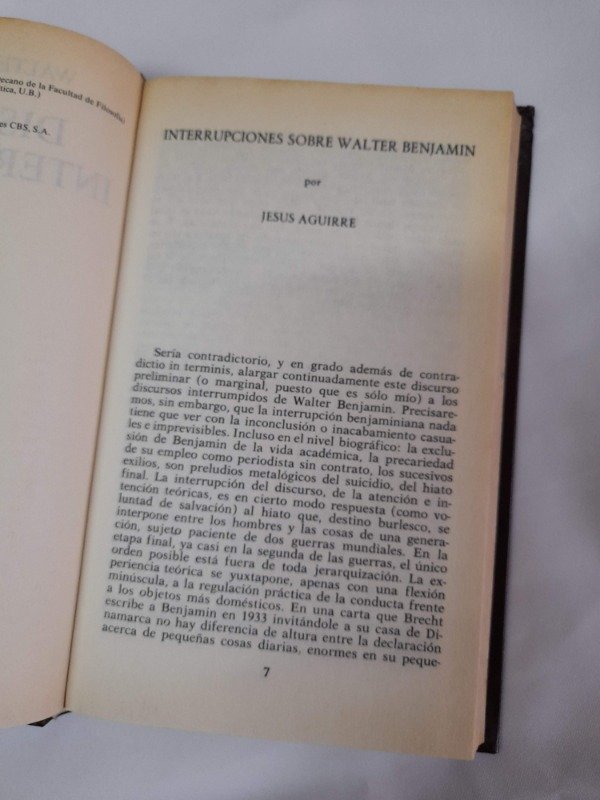 ecano de la Facultad de Filosofía)
tica, U.B.)
es CBS, S.A.
INTERRUPCIONES SOBRE WALTER BENJAMIN
por
JESUS AGUIRRE
Sería contradictorio, y en grado además de contra-
dictio in terminis, alargar continuadamente este discurso
preliminar (o marginal, puesto que es sólo mío) a los
discursos interrumpidos de Walter Benjamin. Precisare-
mos, sin embargo, que la interrupción benjaminiana nada
tiene que ver con la inconclusión o inacabamiento casua-
les e imprevisibles. Incluso en el nivel biográfico: la exclu-
sión de Benjamin de la vida académica, la precariedad
de su empleo como periodista sin contrato, los sucesivos
exilios, son preludios metalógicos del suicidio, del hiato
final. La interrupción del discurso, de la atención e in-
tención teóricas, es en cierto modo respuesta (como vo-
luntad de salvación) al hiato que, destino burlesco, se
interpone entre los hombres y las cosas de una genera-
ción, sujeto paciente de dos guerras mundiales. En la
etapa final, ya casi en la segunda de las guerras, el único
orden posible está fuera de toda jerarquización. La ex-
periencia teórica se yuxtapone, apenas con una flexión
minúscula, a la regulación práctica de la conducta frente
a los objetos más domésticos. En una carta que Brecht
escribe a Benjamin en 1933 invitándole a su casa de Di-
namarca no hay diferencia de altura entre la declaración
acerca de pequeñas cosas diarias, enormes en su peque-
7